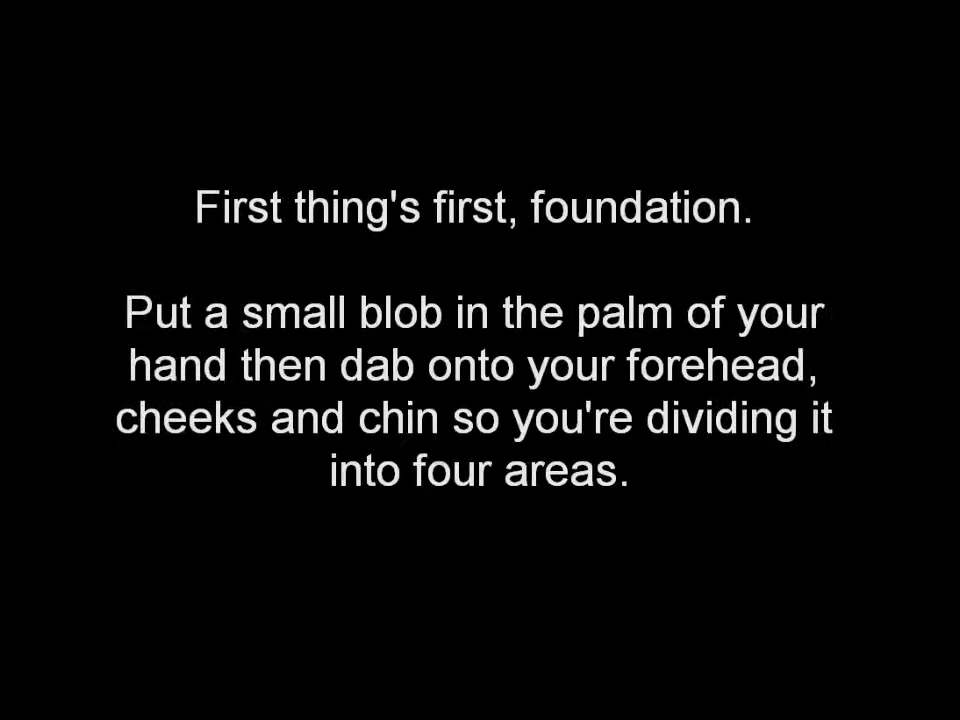 First thing's first, foundation.
Put a small blob in the palm of your
hand then dab onto your forehead,
cheeks and chin so you're dividing it
into four areas.